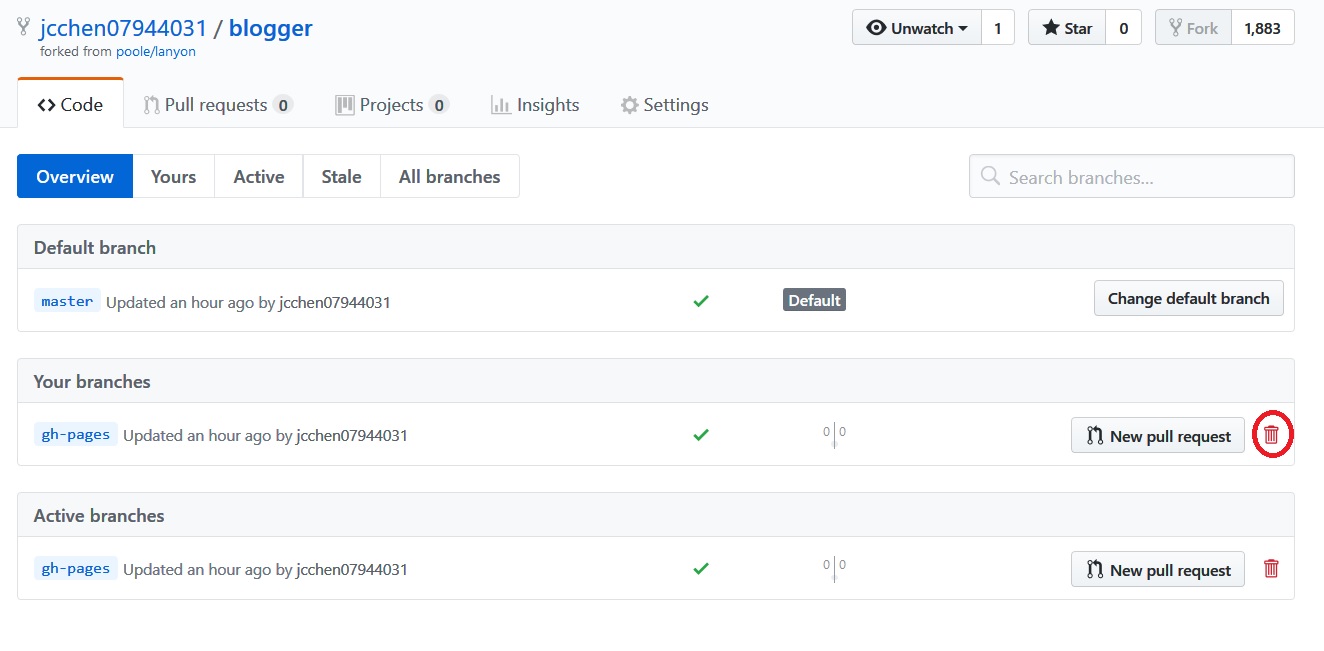 jcchen07944031 / blogger
forked from poole/lanyon
Unwatch 1 Star 0 Fork 1,883
Code Pull requests 0 Projects 0 Insights Settings
Overview Yours Active Stale All branches
Search branches...
Default branch
master Updated an hour ago by jcchen07944031 Default Change default branch
Your branches
gh-pages Updated an hour ago by jcchen07944031 0 0 New pull request
Active branches
gh-pages Updated an hour ago by jcchen07944031 0 0 New pull request